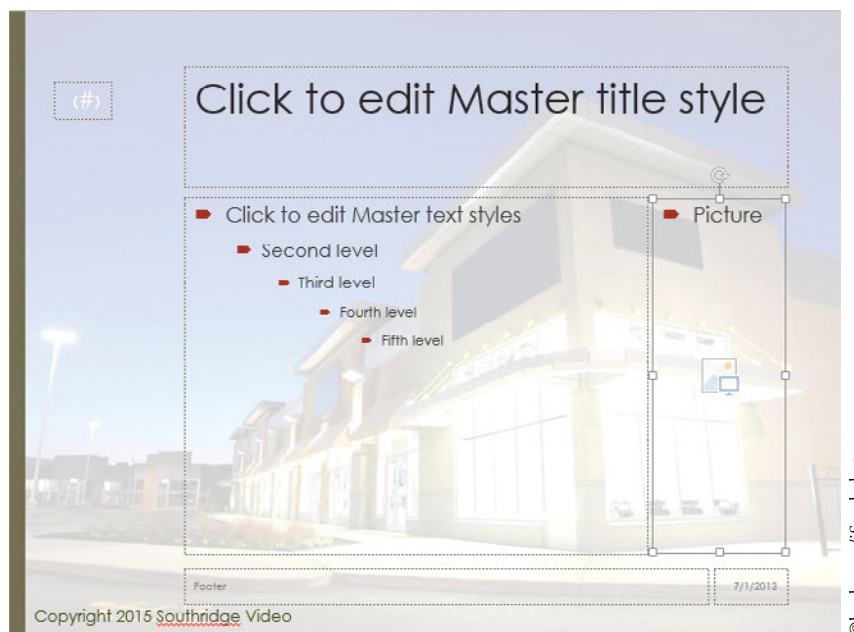 (#)
Click to edit Master title style
Click to edit Master text styles
Second level
Third level
Fourth level
Fifth level
Picture
Footer
7/1/2013
Copyright 2015 Southridge Video